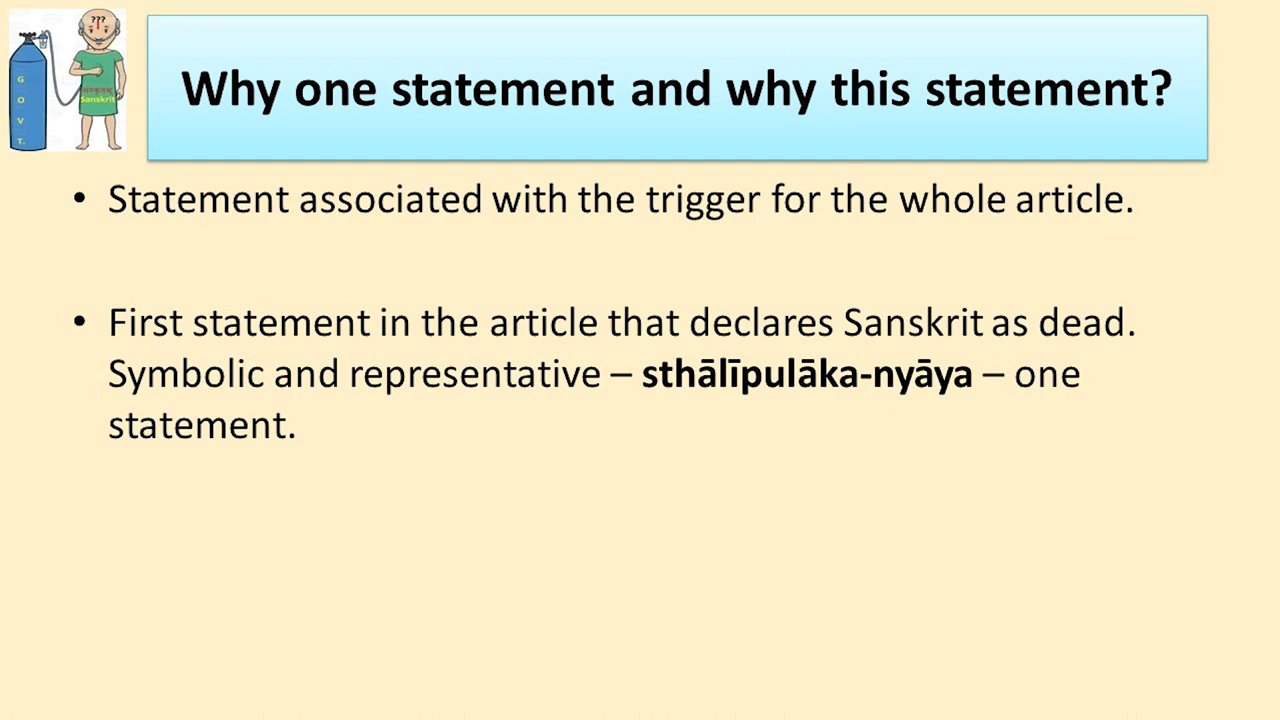 ???
G
O
V
T.
संस्कृतम्
Sanskrit
Why one statement and why this statement?
• Statement associated with the trigger for the whole article.
• First statement in the article that declares Sanskrit as dead.
Symbolic and representative – sthālīpulāka-nyāya – one
statement.